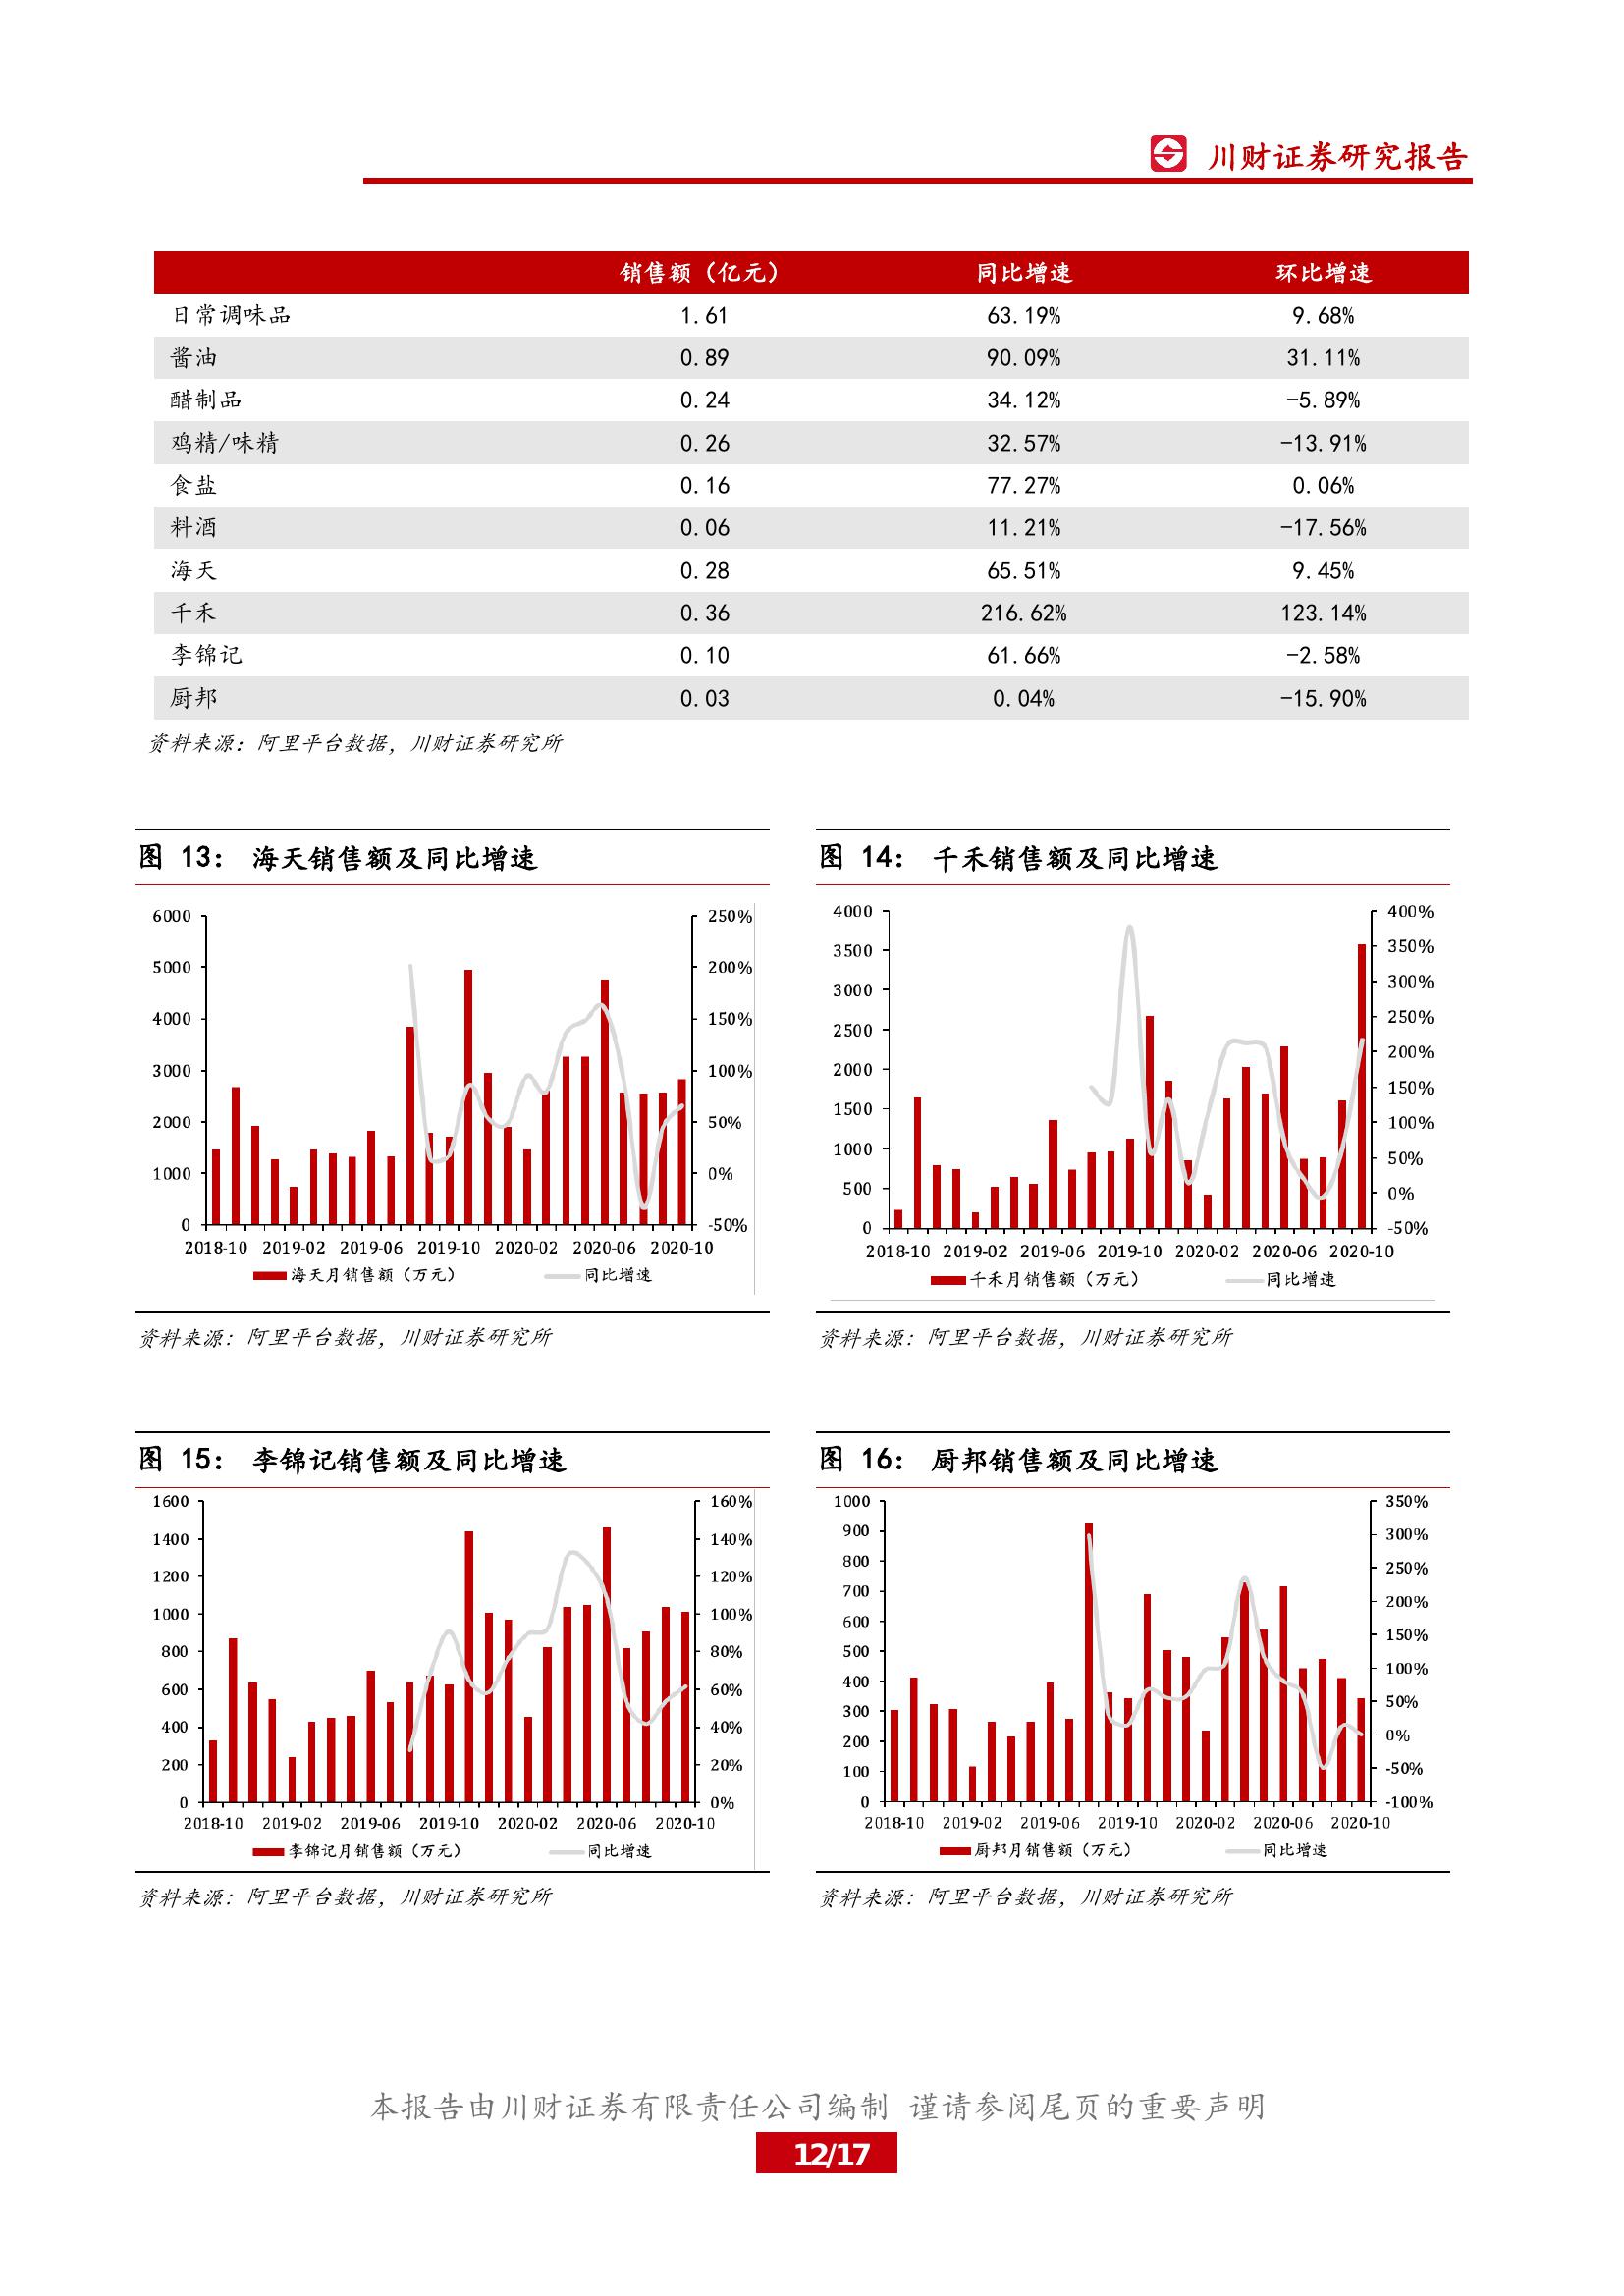 川财证券研究报告
销售额（亿元） 同比增速 环比增速
日常调味品 1.61 63.19% 9.68%
酱油 0.89 90.09% 31.11%
醋制品 0.24 34.12% -5.89%
鸡精/味精 0.26 32.57% -13.91%
食盐 0.16 77.27% 0.06%
料酒 0.06 11.21% -17.56%
海天 0.28 65.51% 9.45%
千禾 0.36 216.62% 123.14%
李锦记 0.10 61.66% -2.58%
厨邦 0.03 0.04% -15.90%
资料来源：阿里平台数据，川财证券研究所
图 13： 海天销售额及同比增速
6000 250%
5000 200%
4000 150%
3000 100%
2000 50%
1000 0%
0 -50%
2018-10 2019-02 2019-06 2019-10 2020-02 2020-06 2020-10
海天月销售额（万元） 同比增速
资料来源：阿里平台数据，川财证券研究所
图 14： 千禾销售额及同比增速
4000 400%
3500 350%
3000 300%
2500 250%
2000 200%
1500 150%
1000 100%
500 50%
0 0%
-50%
2018-10 2019-02 2019-06 2019-10 2020-02 2020-06 2020-10
千禾月销售额（万元） 同比增速
资料来源：阿里平台数据，川财证券研究所
图 15： 李锦记销售额及同比增速
1600 160%
1400 140%
1200 120%
1000 100%
800 80%
600 60%
400 40%
200 20%
0 0%
2018-10 2019-02 2019-06 2019-10 2020-02 2020-06 2020-10
李锦记月销售额（万元） 同比增速
资料来源：阿里平台数据，川财证券研究所
图 16： 厨邦销售额及同比增速
1000 350%
900 300%
800 250%
700 200%
600 150%
500 100%
400 50%
300 0%
200 -50%
100 -100%
0
2018-10 2019-02 2019-06 2019-10 2020-02 2020-06 2020-10
厨邦月销售额（万元） 同比增速
资料来源：阿里平台数据，川财证券研究所
本报告由川财证券有限责任公司编制 谨请参阅尾页的重要声明
12/17